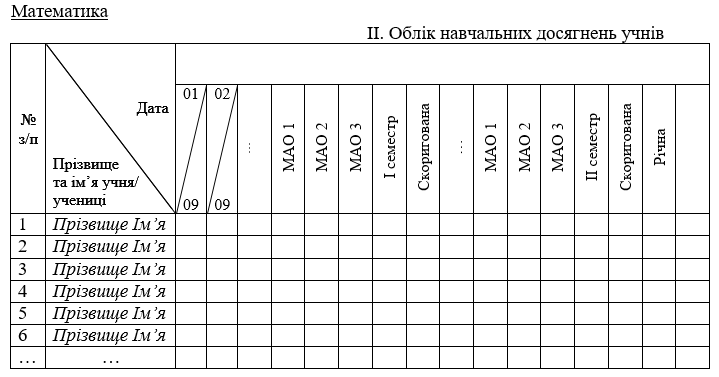 Математика
ІІ. Облік навчальних досягнень учнів
№
з/п
Дата
Прізвище
та ім’я учня/
учениці
01
09
02
09
...
МАО 1
МАО 2
МАО 3
І семестр
Скоригована
...
МАО 1
МАО 2
МАО 3
ІІ семестр
Скоригована
Річна
1 Прізвище Ім’я
2 Прізвище Ім’я
3 Прізвище Ім’я
4 Прізвище Ім’я
5 Прізвище Ім’я
6 Прізвище Ім’я
... ...